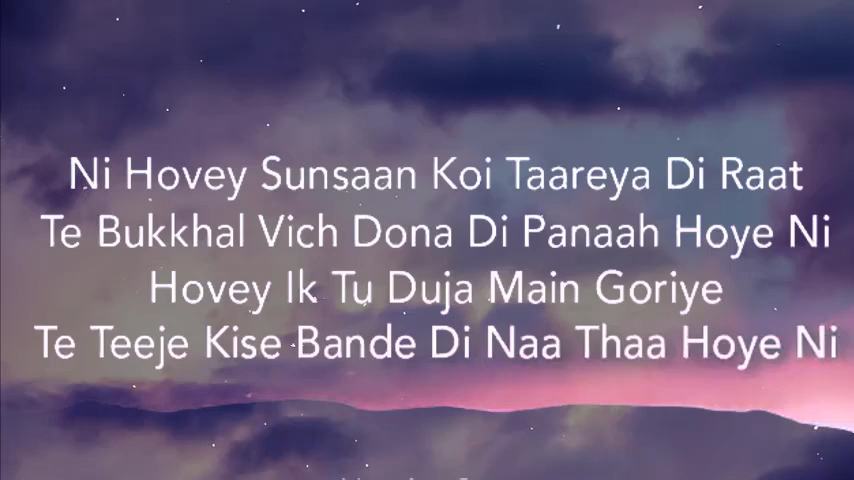 Ni Hovey Sunsaan Koi Taareya Di Raat
Te Bukkhal Vich Dona Di Panaah Hoye Ni
Hovey Ik Tu Duja Main Goriye
Te Teeje Kise Bande Di Naa Thaa Hoye Ni